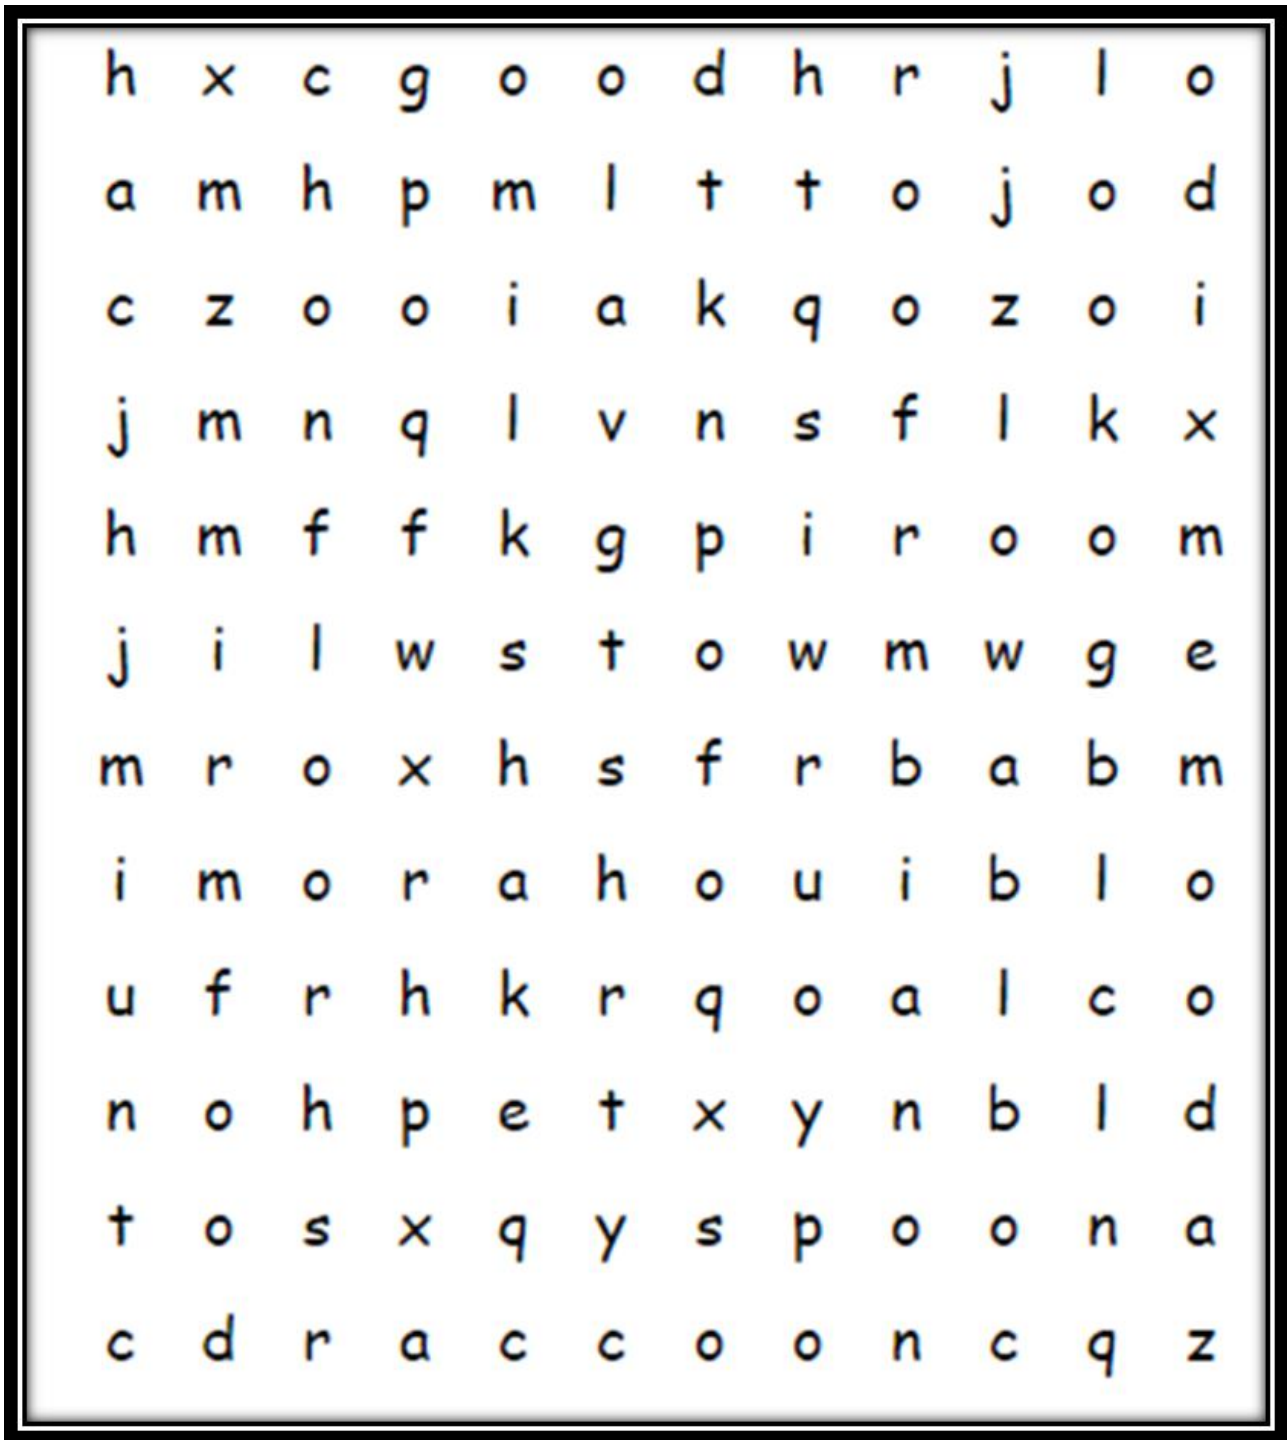 h x c g o o d h r j l o
a m h p m l t t o j o d
c z o o i a k q o z o i
j m n q l v n s f l k x
h m f f k g p i r o o m
j i l w s t o w m w g e
m r o x h s f r b a b m
i m o r a h o u i b l o
u f r h k r q o a l c o
n o h p e t x y n b l d
t o s x q y s p o o n a
c d r a c c o o n c q z